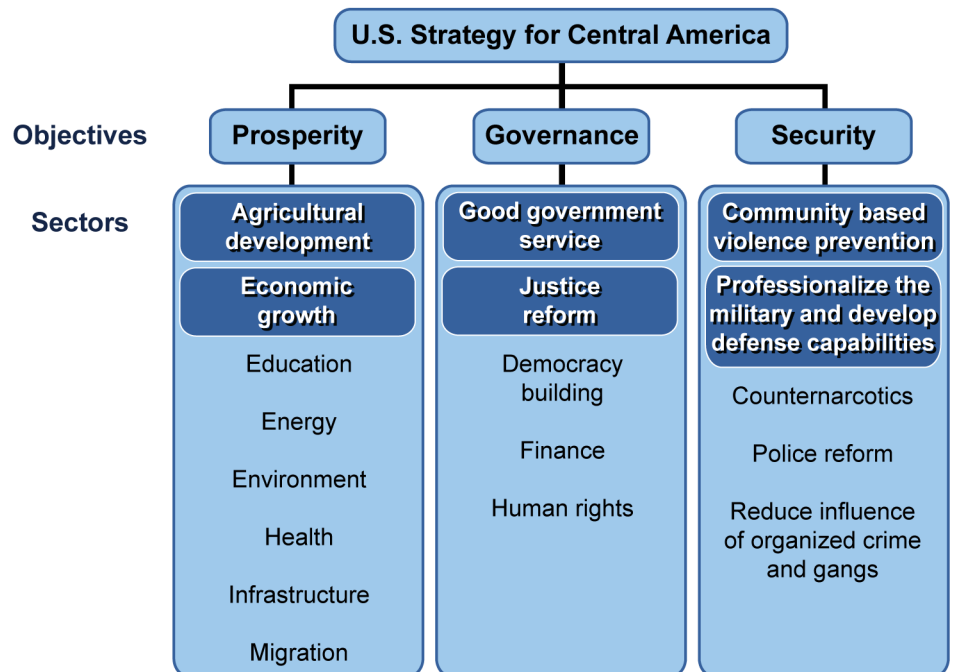 U.S. Strategy for Central America
Objectives
Prosperity
Governance
Security
Sectors
Agricultural
development
Economic
growth
Education
Energy
Environment
Health
Infrastructure
Migration
Good government
service
Justice
reform
Democracy
building
Finance
Human rights
Community based
violence prevention
Professionalize the
military and develop
defense capabilities
Counternarcotics
Police reform
Reduce influence
of organized crime
and gangs